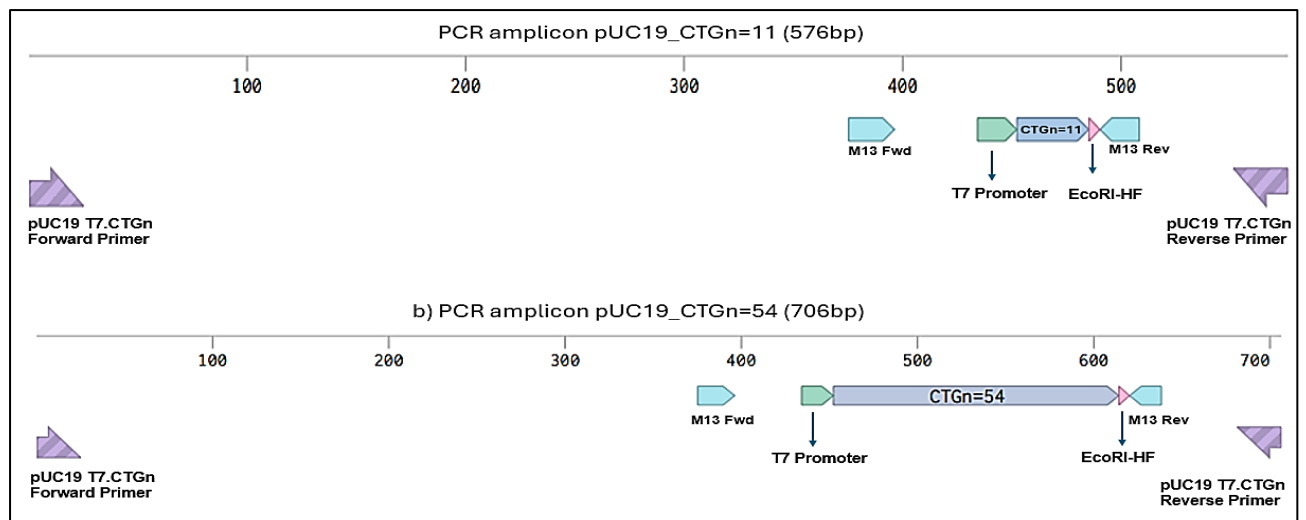 PCR amplicon pUC19_CTGn=11 (576bp)
100 200 300 400 500
CTGn=11
M13 Fwd
M13 Rev
T7 Promoter
EcoRI-HF
pUC19 T7.CTGn
Forward Primer
pUC19 T7.CTGn
Reverse Primer
b) PCR amplicon pUC19_CTGn=54 (706bp)
100 200 300 400 500 600 700
CTGn=54
M13 Fwd
M13 Rev
T7 Promoter
EcoRI-HF
pUC19 T7.CTGn
Forward Primer
pUC19 T7.CTGn
Reverse Primer